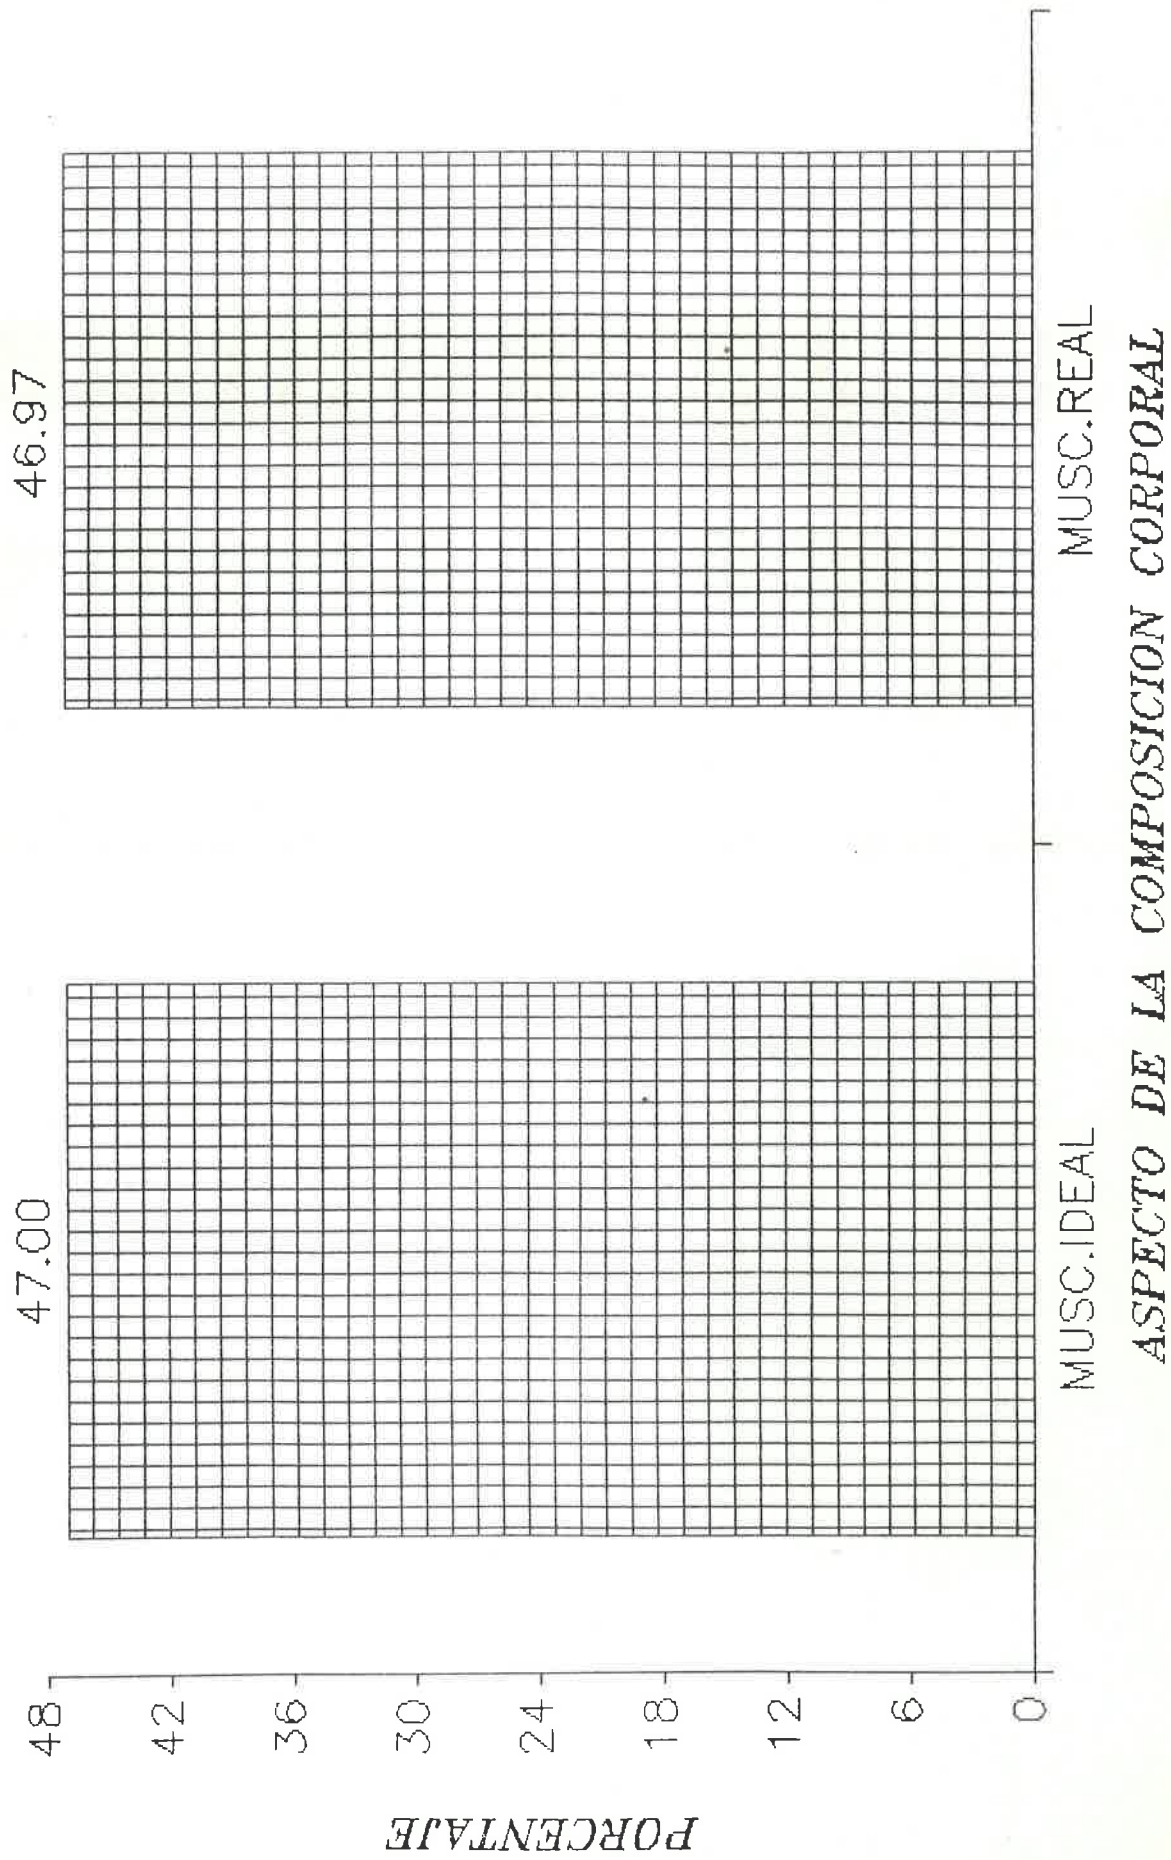 47.00
46.97
48
42
36
30
24
18
12
6
0
PORCENTAJE
MUSC.IDEAL
MUSC.REAL
ASPECTO DE LA COMPOSICION CORPORAL